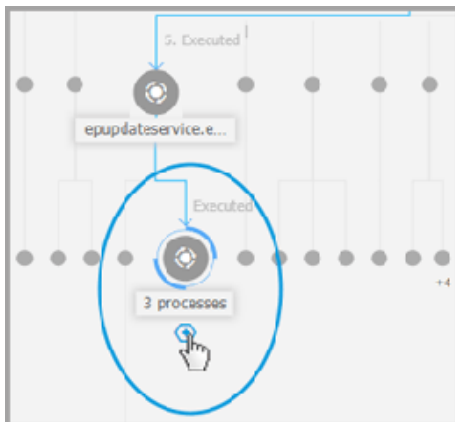 5. Executed
epupdateservice.e...
Executed
3 processes
+4